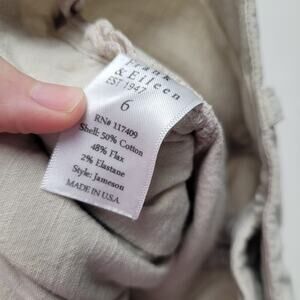 Frank
& Eileen
EST 1947
6
RN# 117409
Shell: 50% Cotton
48% Flax
2% Elastane
Style: Jameson
MADE IN U.S.A.